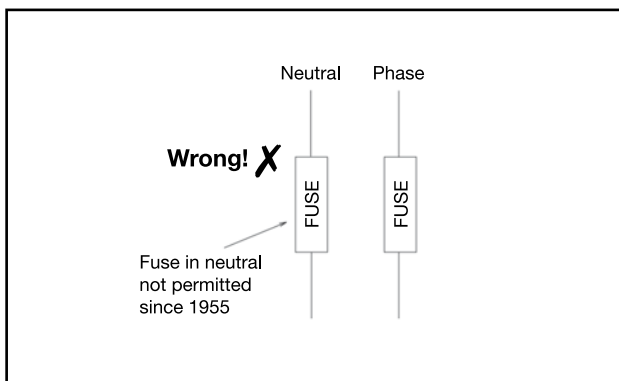 Neutral Phase
Wrong! ✗
FUSE FUSE
Fuse in neutral
not permitted
since 1955